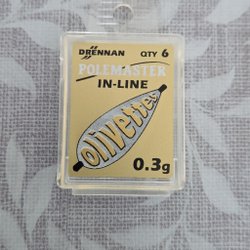 DRENNAN QTY 6
POLEMASTER
IN-LINE
olivettes
0.3g